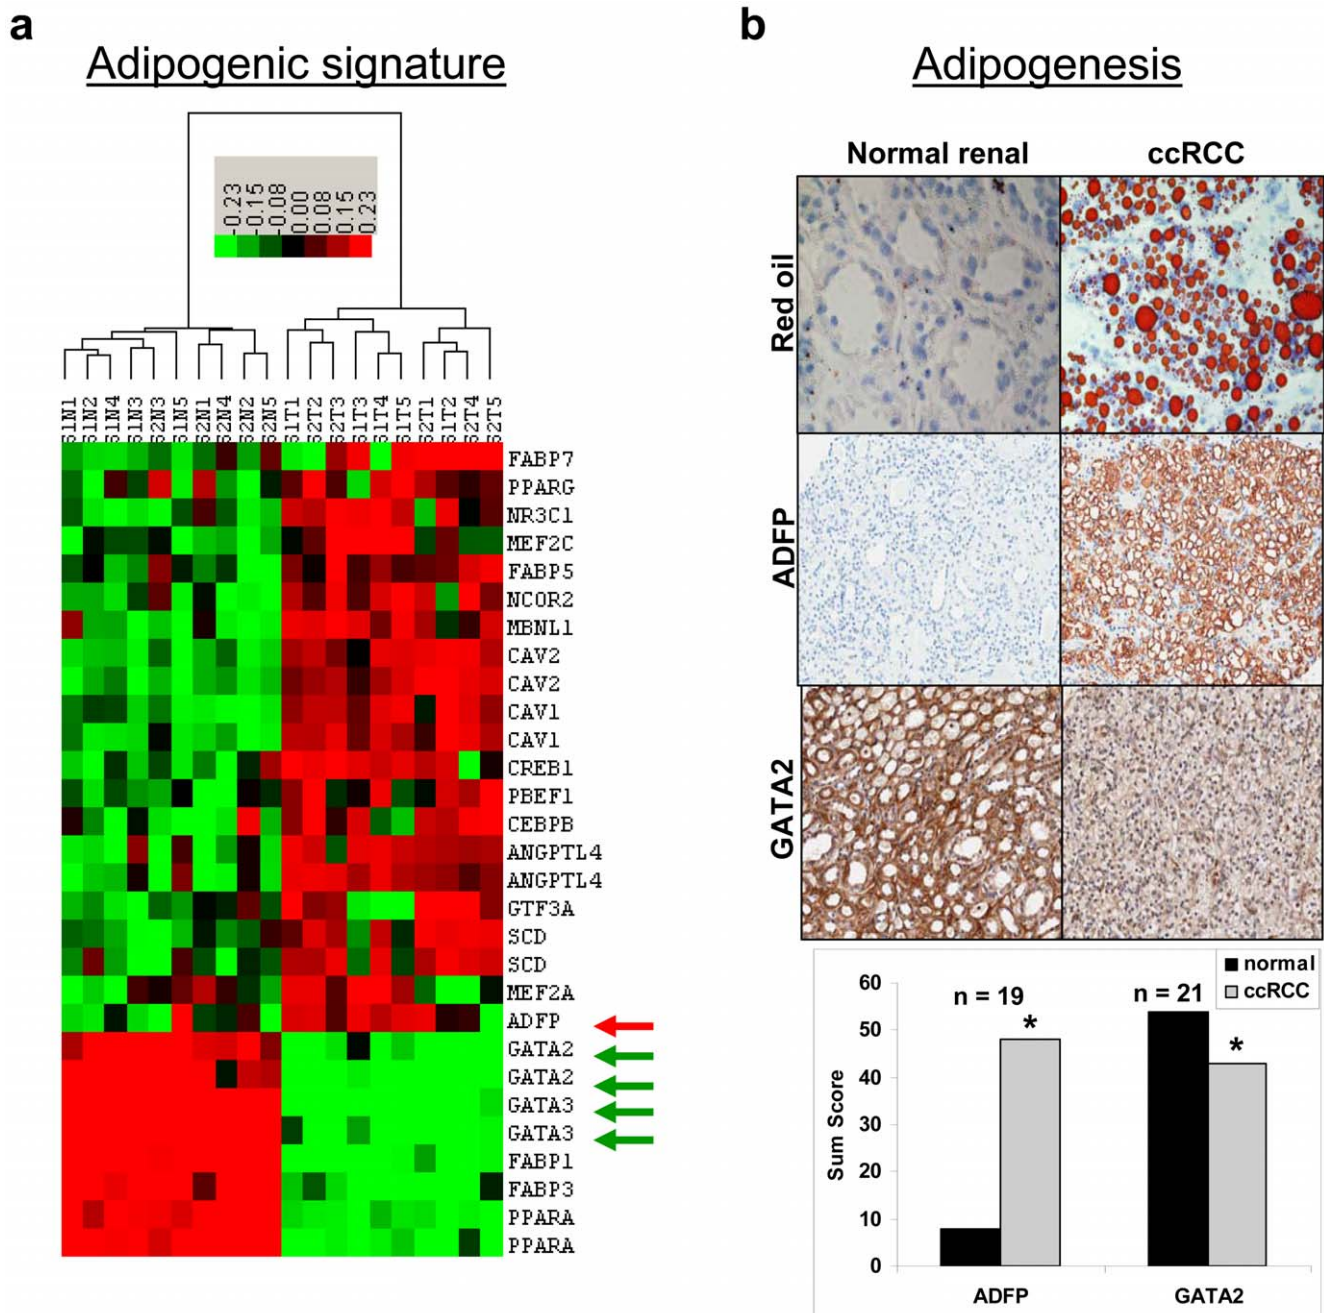 a
Adipogenic signature
-0.23
-0.15
-0.08
0.00
0.08
0.15
0.23
S1N1
S1N2
S1N4
S1N3
S2N3
S1N5
S2N1
S2N4
S2N2
S2N5
S1T1
S2T2
S2T3
S1T3
S1T4
S1T5
S2T1
S1T2
S2T4
S2T5
FABP7
PPARG
NR3C1
MEF2C
FABP5
NCOR2
MBNL1
CAV2
CAV2
CAV1
CAV1
CREB1
PBEF1
CEBPB
ANGPTL4
ANGPTL4
GTF3A
SCD
SCD
MEF2A
ADFP
GATA2
GATA2
GATA3
GATA3
FABP1
FABP3
PPARA
PPARA
b
Adipogenesis
Normal renal ccRCC
Red oil
ADFP
GATA2
normal
ccRCC
n = 19
n = 21
*
*
Sum Score
60
50
40
30
20
10
0
ADFP GATA2